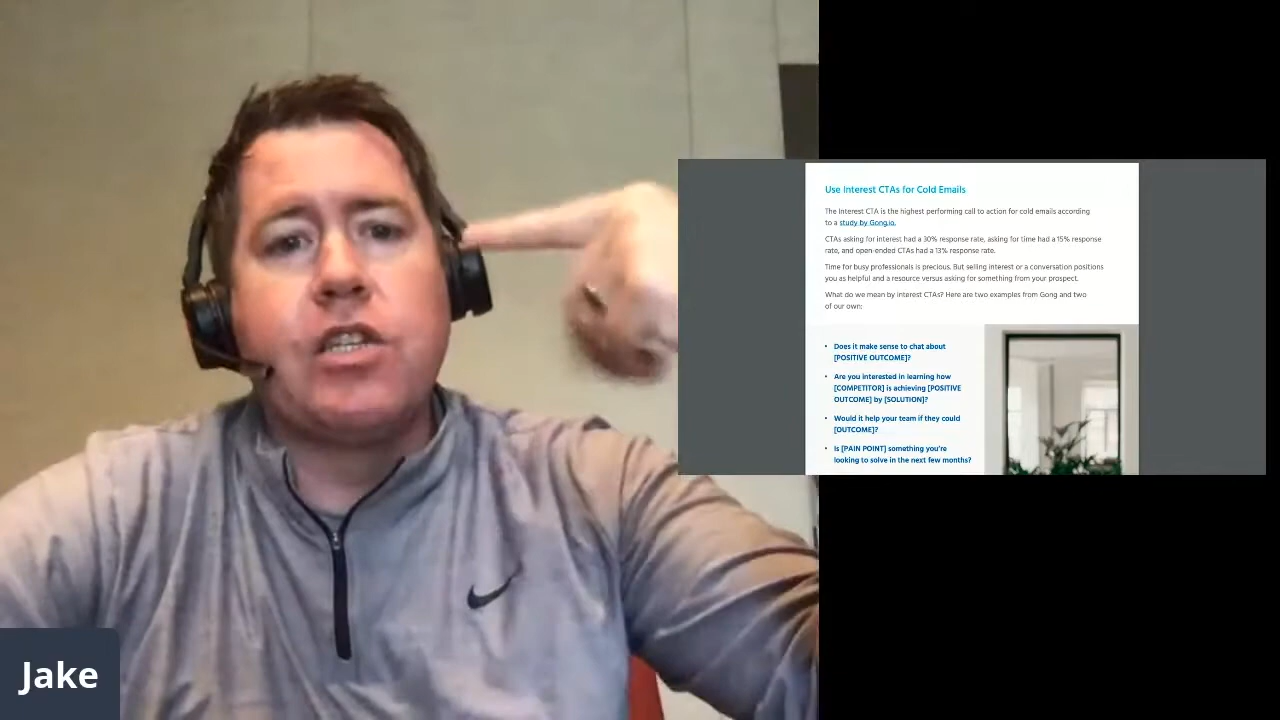 Use Interest CTAs for Cold Emails
The Interest CTA is the highest performing call to action for cold emails according
to a study by Gong.io.
CTAs asking for interest had a 30% response rate, asking for time had a 15% response
rate, and open-ended CTAs had a 13% response rate.
Time for busy professionals is precious. But selling interest or a conversation positions
you as helpful and a resource versus asking for something from your prospect.
What do we mean by interest CTAs? Here are two examples from Gong and two
of our own:
• Does it make sense to chat about
[POSITIVE OUTCOME]?
• Are you interested in learning how
[COMPETITOR] is achieving [POSITIVE
OUTCOME] by [SOLUTION]?
• Would it help your team if they could
[OUTCOME]?
• Is [PAIN POINT] something you're
looking to solve in the next few months?
Jake